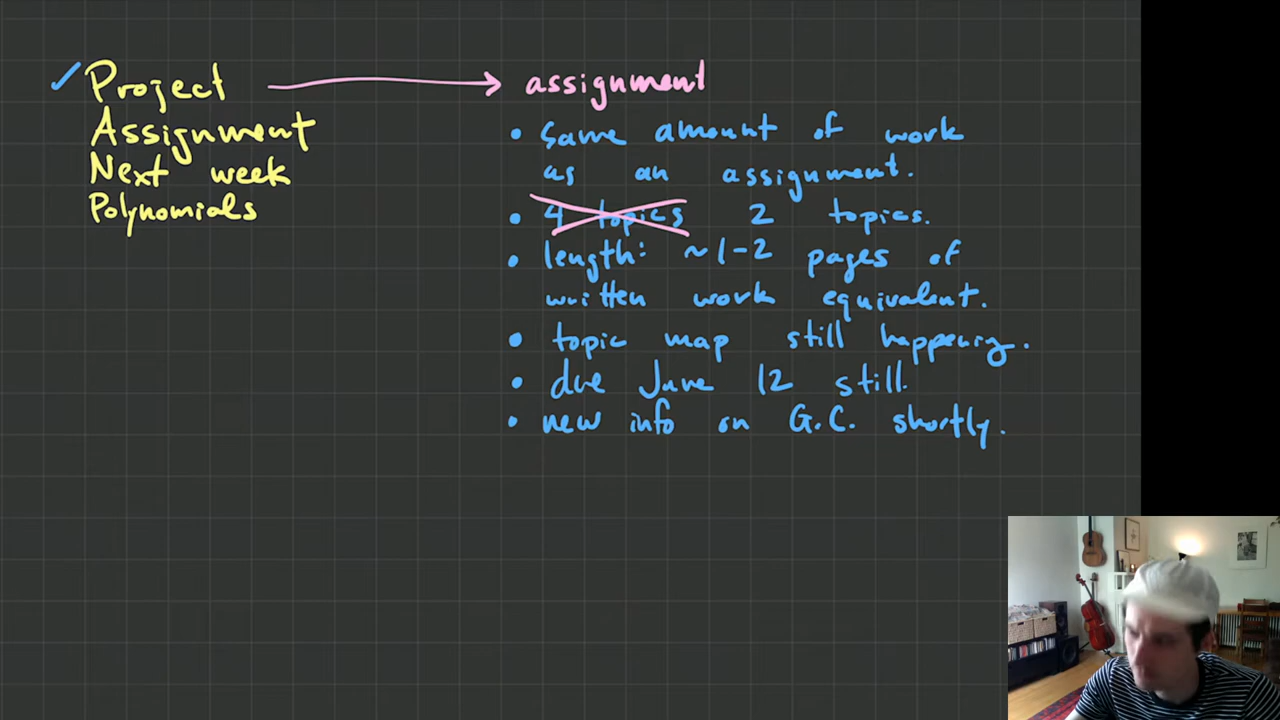 ✓ Project → assignment
Assignment
Next week
Polynomials
• same amount of work
as an assignment.
• 4 topics 2 topics.
• length: ~1-2 pages of
written work equivalent.
• topic map still happening.
• due June 12 still.
• new info on G.C. shortly.